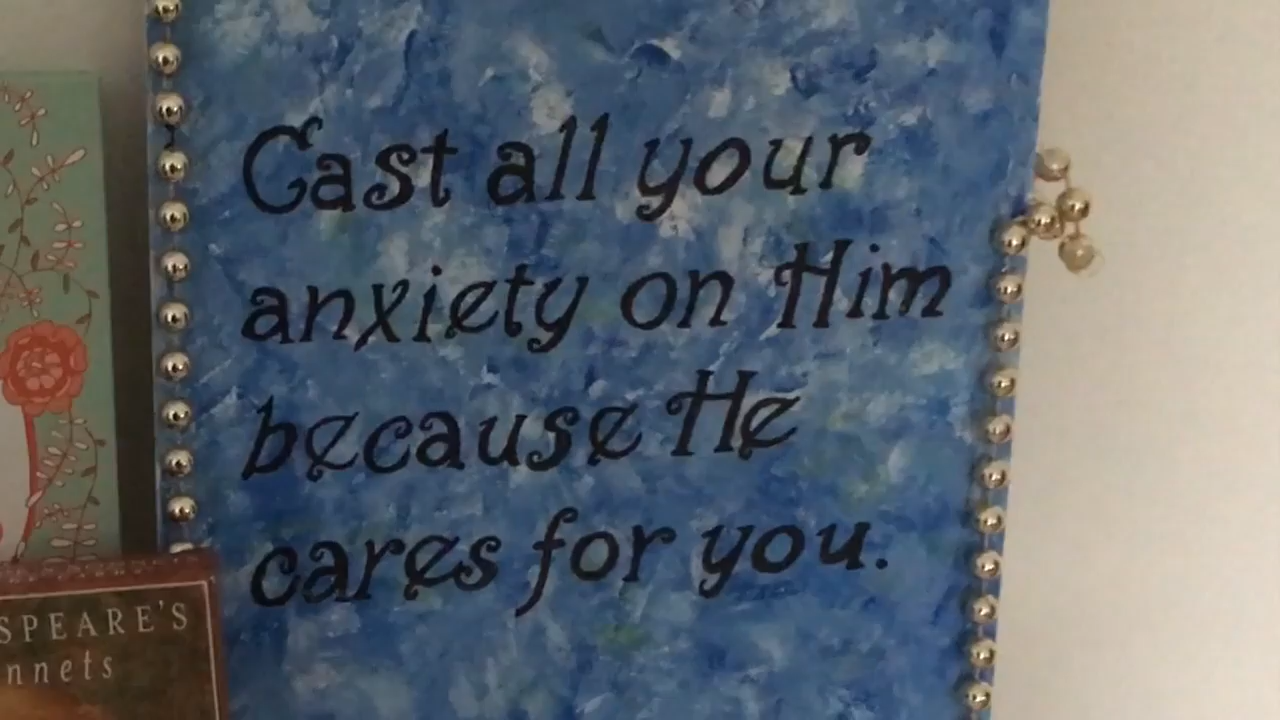 Cast all your
anxiety on Him
because He
cares for you.
SPEARE'S
nnets